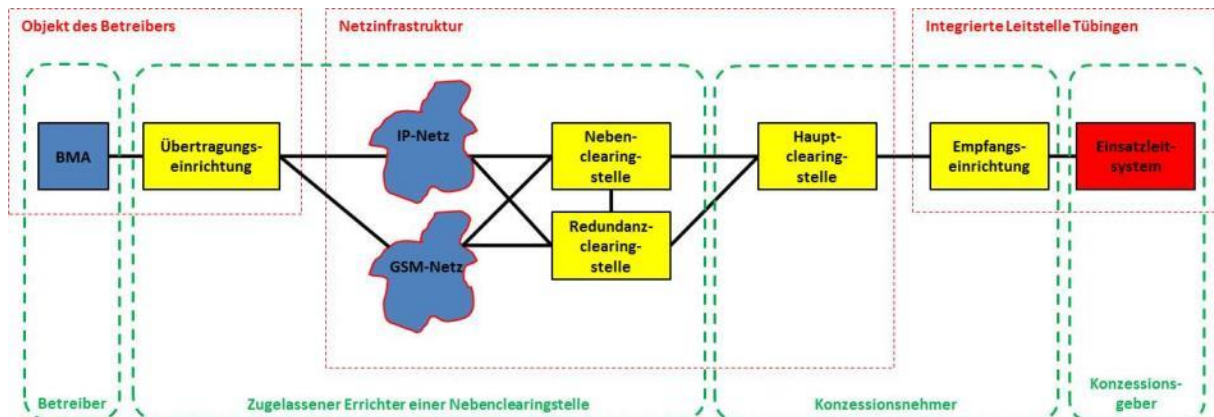 Objekt des Betreibers
Netzinfrastruktur
Integrierte Leitstelle Tübingen
BMA
Übertragungs-
einrichtung
IP-Netz
GSM-Netz
Neben-
clearing-
stelle
Redundanz-
clearing-
stelle
Haupt-
clearing-
stelle
Empfangs-
einrichtung
Einsatzleit-
system
Betreiber
Zugelassener Errichter einer Nebenclearingstelle
Konzessionsnehmer
Konzessions-
geber